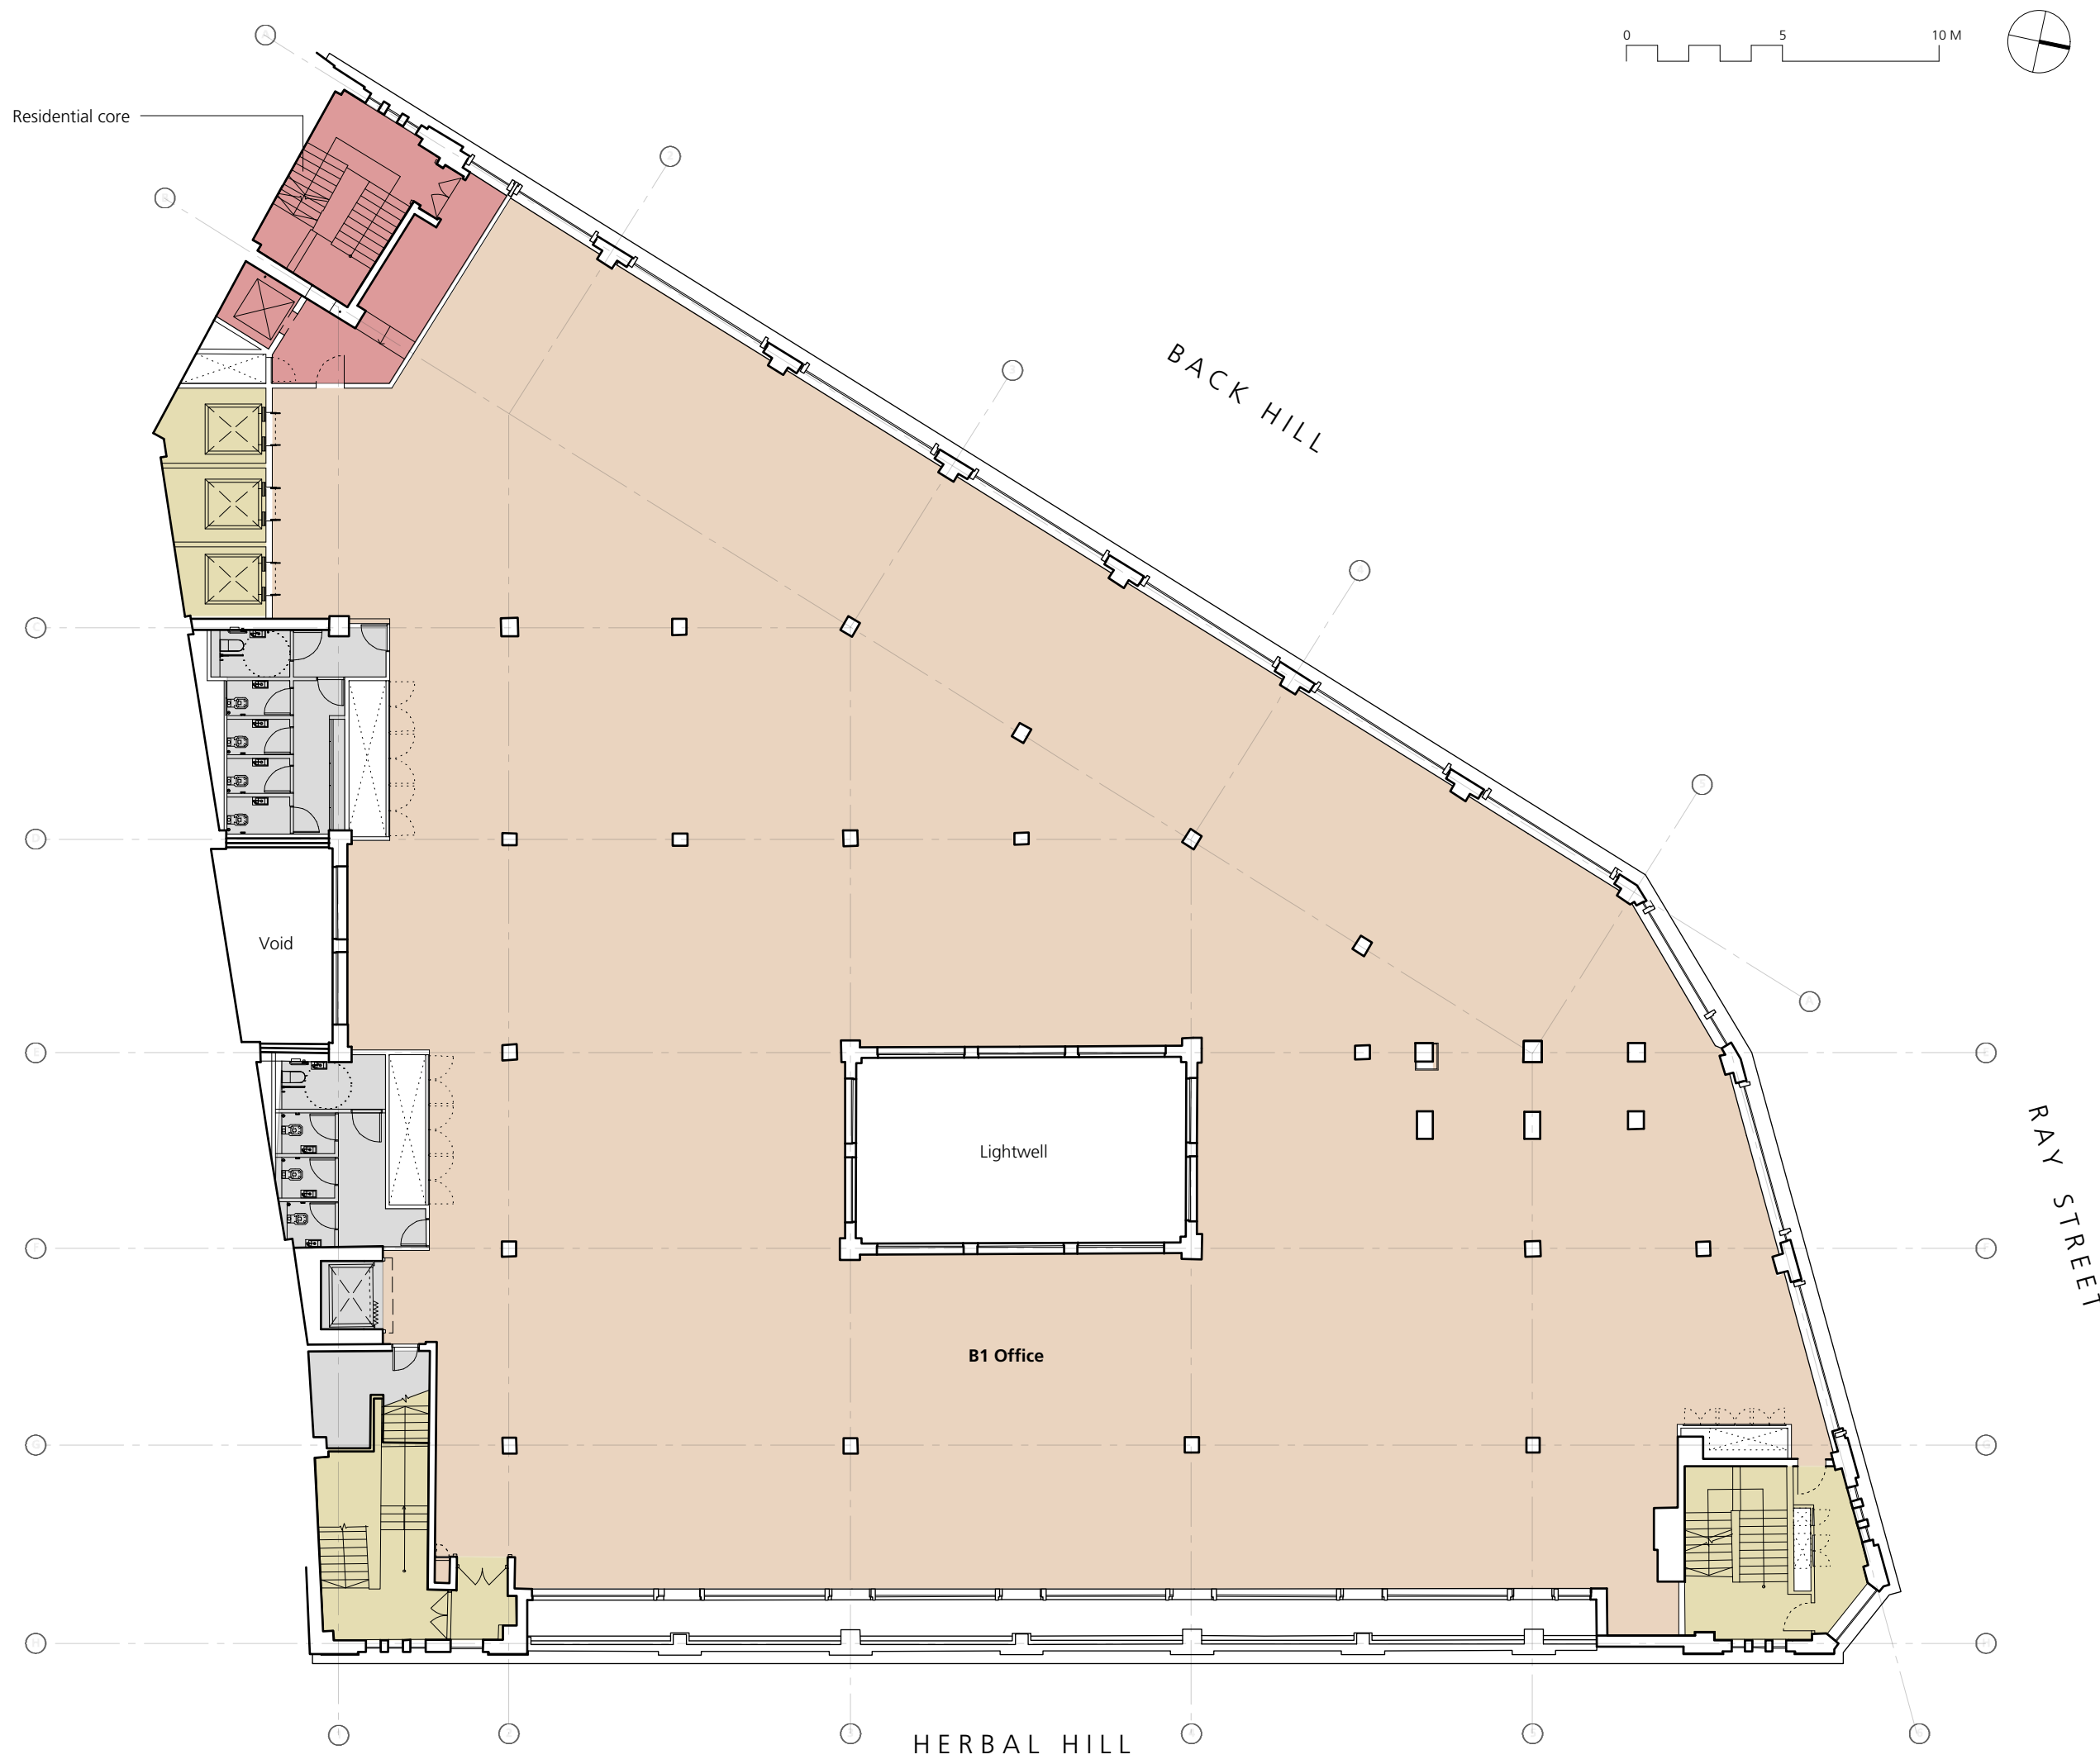 0 5 10 M
Residential core
BACK HILL
Void
Lightwell
RAY STREET
B1 Office
HERBAL HILL